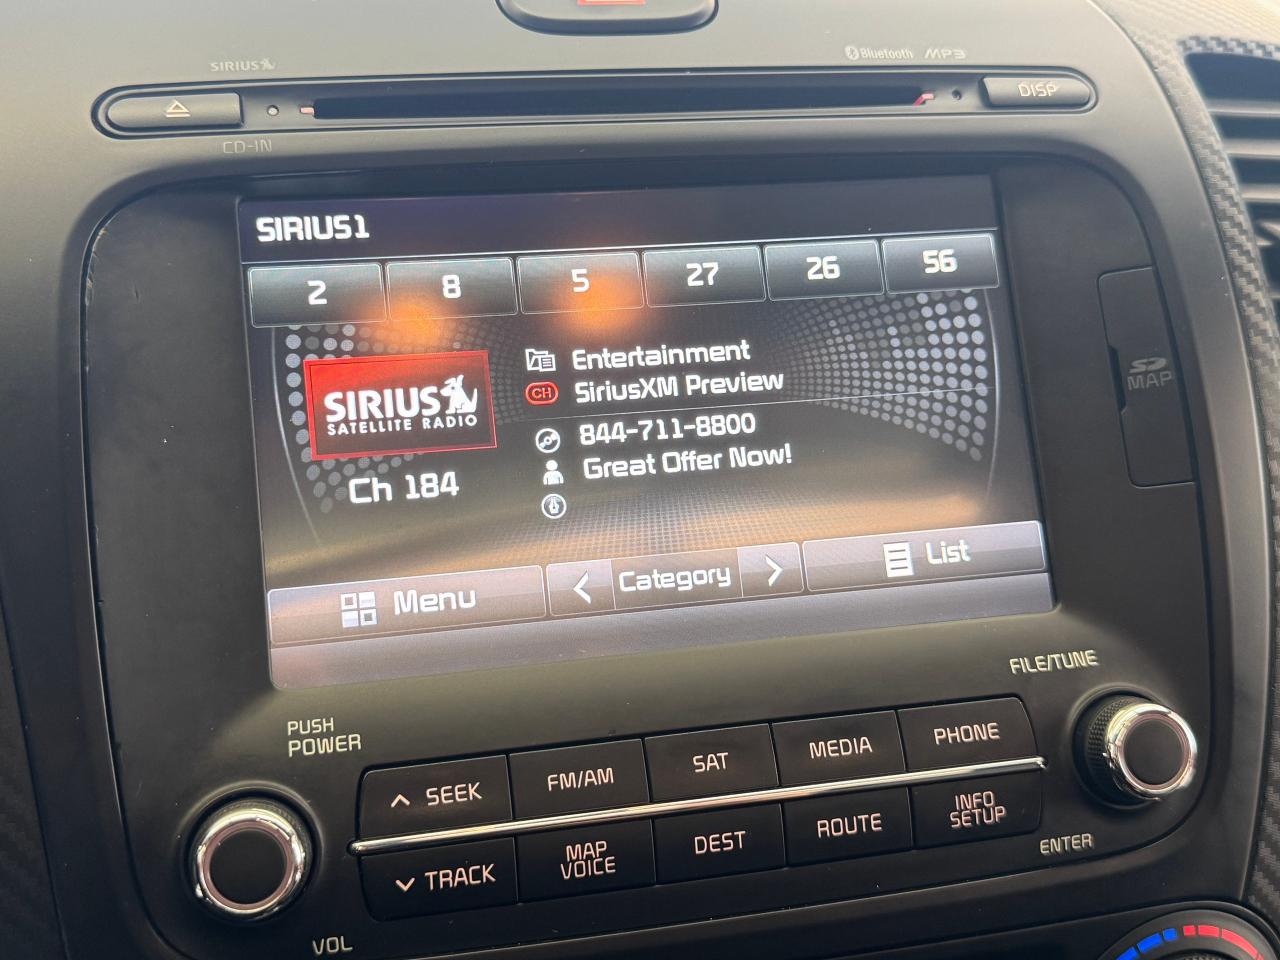 SIRIUS
Bluetooth MP3
DISP
CD-IN
SIRIUS1
2 8 5 27 26 56
Entertainment
CH SiriusXM Preview
SIRIUS
SATELLITE RADIO
844-711-8800
Great Offer Now!
Ch 184
Menu
Category
List
SD
MAP
FILE/TUNE
PUSH
POWER
SEEK
FM/AM
SAT
MEDIA
PHONE
TRACK
MAP
VOICE
DEST
ROUTE
INFO
SETUP
ENTER
VOL